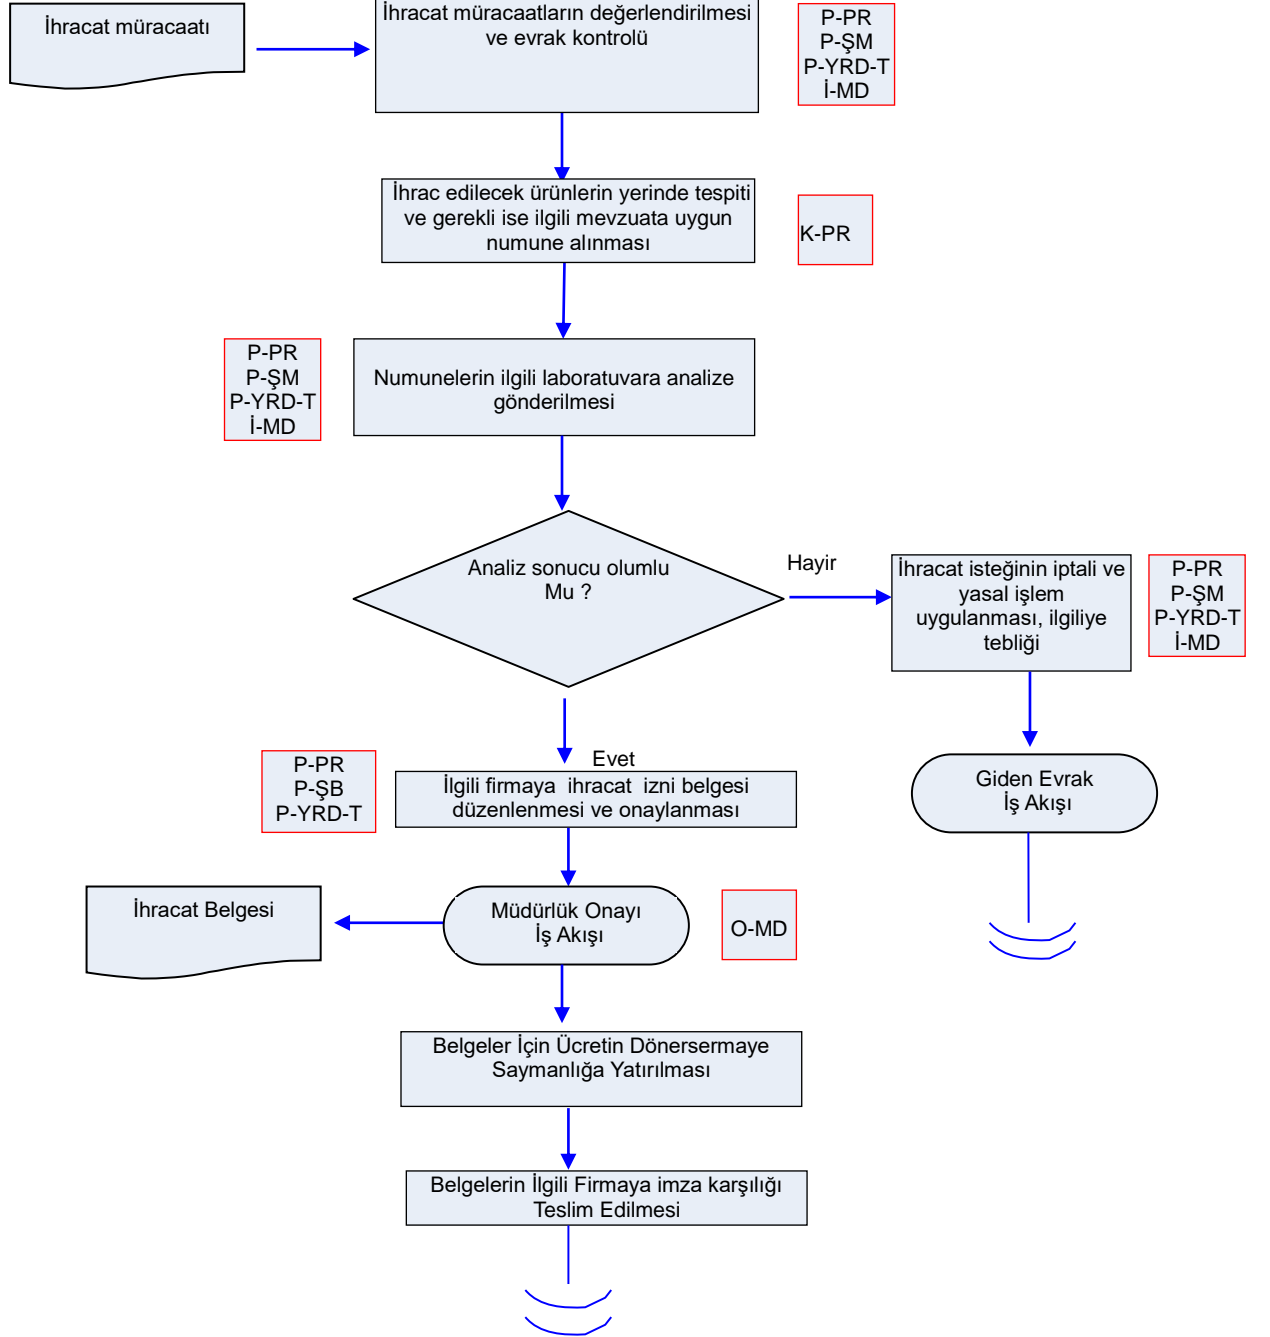 İhracat müracaatı
İhracat müracaatların değerlendirilmesi
ve evrak kontrolü
P-PR
P-ŞM
P-YRD-T
İ-MD
İhrac edilecek ürünlerin yerinde tespiti
ve gerekli ise ilgili mevzuata uygun
numune alınması
K-PR
P-PR
P-ŞM
P-YRD-T
İ-MD
Numunelerin ilgili laboratuvara analize
gönderilmesi
Analiz sonucu olumlu
Mu ?
Hayir
İhracat isteğinin iptali ve
yasal işlem
uygulanması, ilgiliye
tebliği
P-PR
P-ŞM
P-YRD-T
İ-MD
Evet
P-PR
P-ŞB
P-YRD-T
İlgili firmaya ihracat izni belgesi
düzenlenmesi ve onaylanması
Giden Evrak
İş Akışı
İhracat Belgesi
Müdürlük Onayı
İş Akışı
O-MD
Belgeler İçin Ücretin Dönersermaye
Saymanlığa Yatırılması
Belgelerin İlgili Firmaya imza karşılığı
Teslim Edilmesi